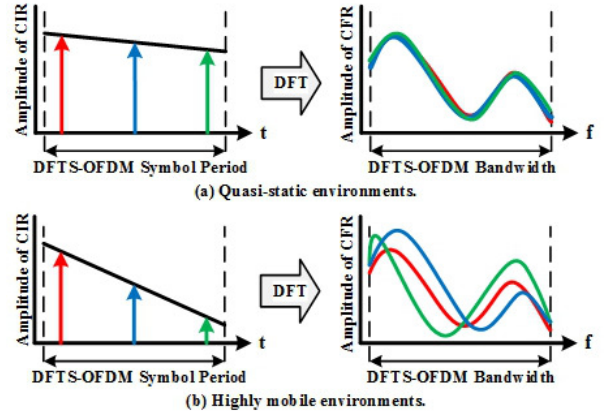 Amplitude of CIR
t
DFTS-OFDM Symbol Period
DFT
Amplitude of CFR
f
DFTS-OFDM Bandwidth
(a) Quasi-static environments.
Amplitude of CIR
t
DFTS-OFDM Symbol Period
DFT
Amplitude of CFR
f
DFTS-OFDM Bandwidth
(b) Highly mobile environments.